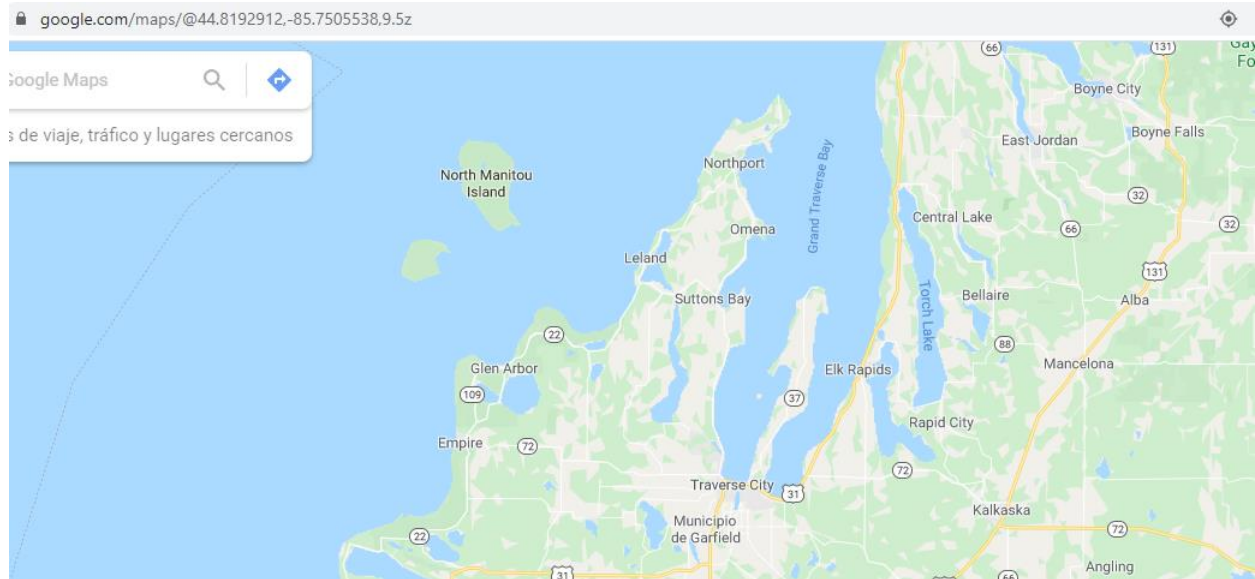 google.com/maps/@44.8192912,-85.7505538,9.5z
Google Maps
s de viaje, tráfico y lugares cercanos
66
131
Gay
Fo
Boyne City
East Jordan
Boyne Falls
Northport
North Manitou
Island
Grand Traverse Bay
32
Central Lake
Omena
66
32
Leland
131
Suttons Bay
Torch Lake
Bellaire
Alba
22
88
Glen Arbor
Elk Rapids
Mancelona
109
37
Rapid City
Empire
72
72
Traverse City
31
Kalkaska
Municipio
de Garfield
22
72
Angling
31
66